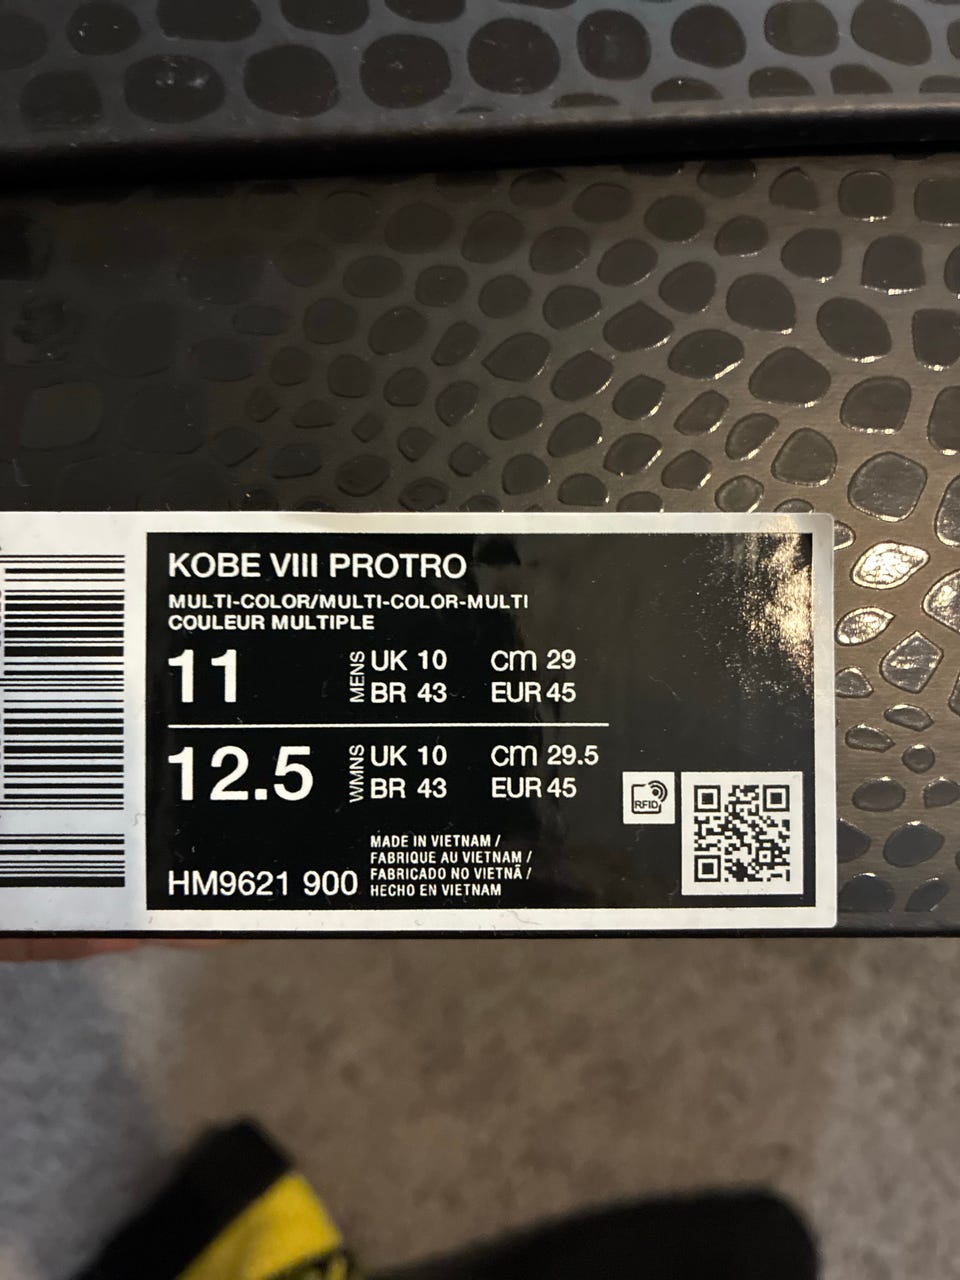 KOBE VIII PROTRO
MULTI-COLOR/MULTI-COLOR-MULTI
COULEUR MULTIPLE
11 MENS UK 10 cm 29
BR 43 EUR 45
12.5 WMNS UK 10 cm 29.5
BR 43 EUR 45
RFID
MADE IN VIETNAM /
FABRIQUE AU VIETNAM /
FABRICADO NO VIETNÃ /
HECHO EN VIETNAM
HM9621 900